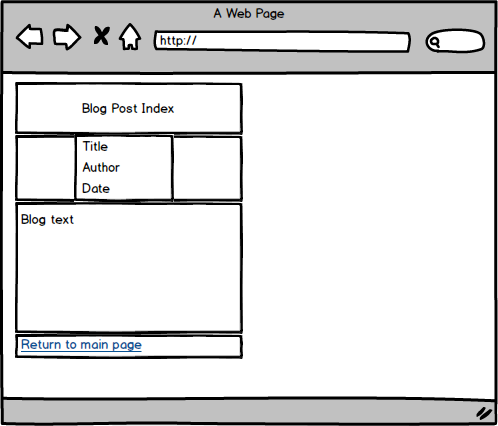 A Web Page
http://
Blog Post Index
Title
Author
Date
Blog text
Return to main page